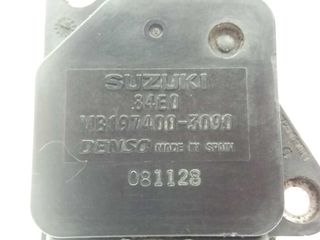 SUZUKI
34E0
MB197400-3090
DENSO MADE IN SPAIN
081128